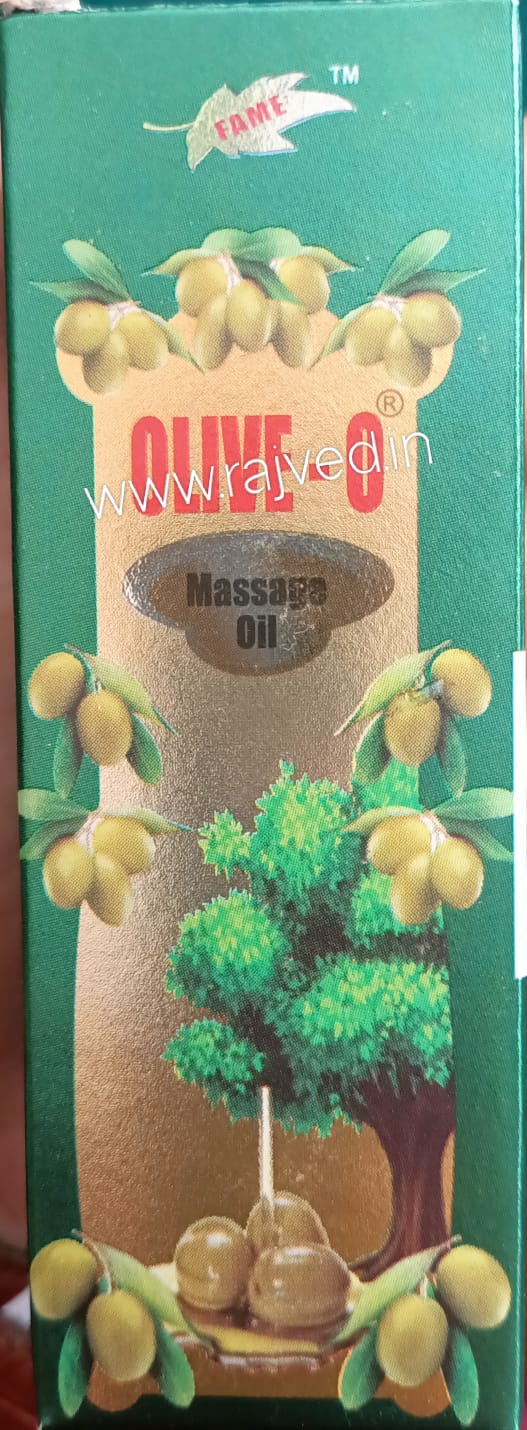 TM
FAME
®
OLIVE-O
www.rajved.in
Massage
Oil